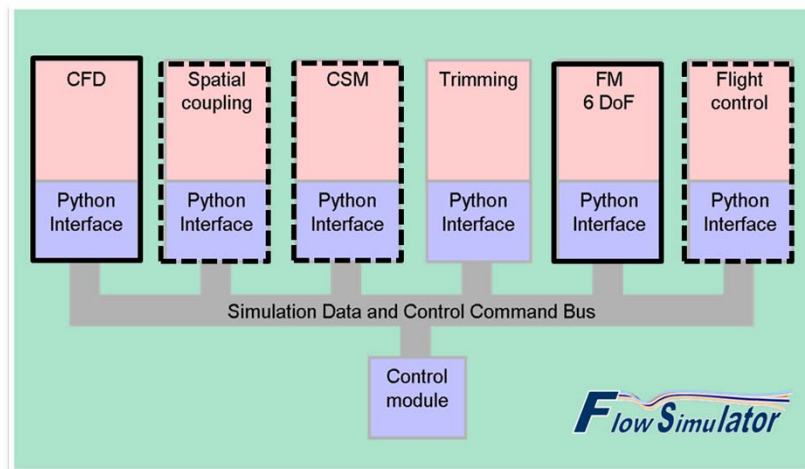 CFD
Spatial
coupling
CSM
Trimming
FM
6 DoF
Flight
control
Python
Interface
Python
Interface
Python
Interface
Python
Interface
Python
Interface
Python
Interface
Simulation Data and Control Command Bus
Control
module
FlowSimulator